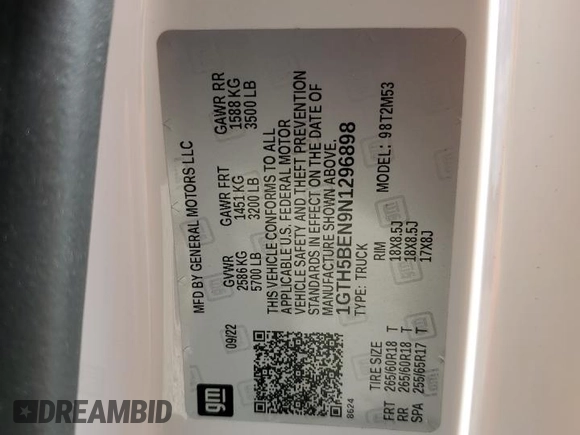 MFD BY GENERAL MOTORS LLC
09/22
GVWR
2586 KG
5700 LB
GAWR FRT
1451 KG
3200 LB
GAWR RR
1588 KG
3500 LB
THIS VEHICLE CONFORMS TO ALL
APPLICABLE U.S. FEDERAL MOTOR
VEHICLE SAFETY AND THEFT PREVENTION
STANDARDS IN EFFECT ON THE DATE OF
MANUFACTURE SHOWN ABOVE.
1GTH5BEN9N1296898
TYPE: TRUCK
MODEL: 98T2M53
8624
TIRE SIZE RIM
FRT 265/60R18 T 18X8.5J
RR 265/60R18 T 18X8.5J
SPA 255/65R17 T 17X8J
gm
DREAMBID